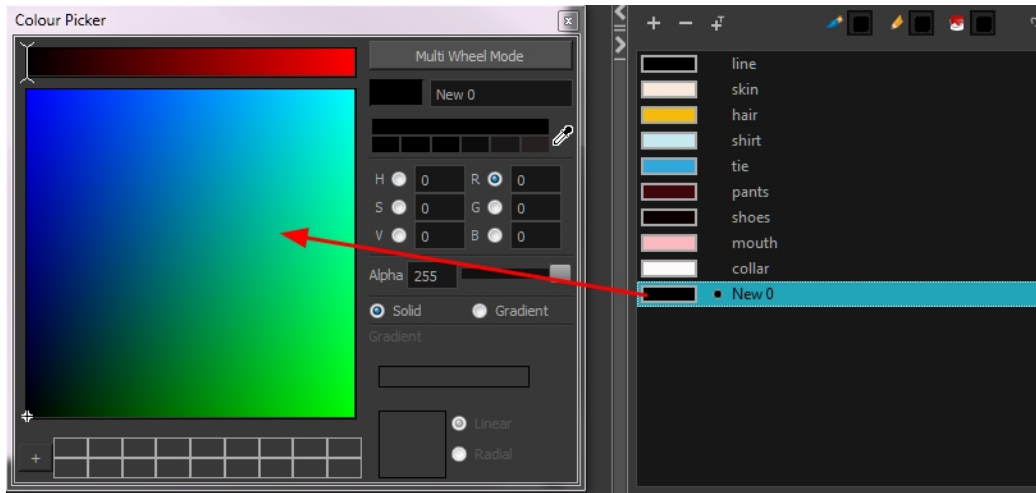 Colour Picker
Multi Wheel Mode
New 0
H 0 R 0
S 0 G 0
V 0 B 0
Alpha 255
Solid Gradient
Gradient
Linear
Radial
+
line
skin
hair
shirt
tie
pants
shoes
mouth
collar
New 0